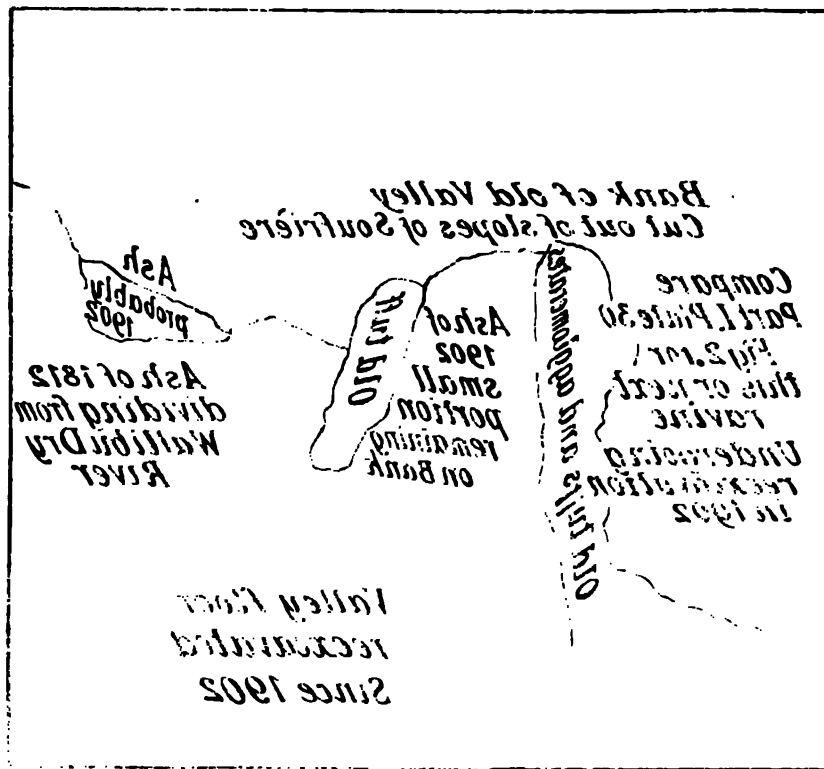 Bank of old Valley
Cut out of slopes of Soufrière
Ash
probably
1902
Ash of 1812
dividing from
Wallibu Dry
River
Old tuff
Ash of
1902
small
portion
remaining
on Bank
Old tuffs and agglomerates
Compare
Part I. Plate 30
Fig 2. for
this or next
ravine
Undergoing
reexcavation
in 1902
Valley floor
reexcavated
Since 1902